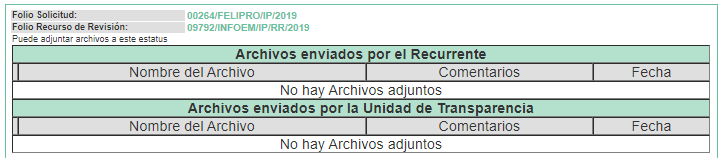 Folio Solicitud: 00264/FELIPRO/IP/2019
Folio Recurso de Revisión: 09792/INFOEM/IP/RR/2019
Puede adjuntar archivos a este estatus
Archivos enviados por el Recurrente
Nombre del Archivo Comentarios Fecha
No hay Archivos adjuntos
Archivos enviados por la Unidad de Transparencia
Nombre del Archivo Comentarios Fecha
No hay Archivos adjuntos